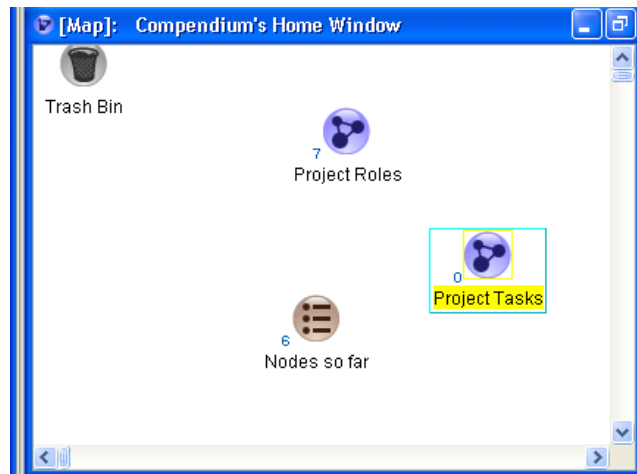 [Map]: Compendium's Home Window
Trash Bin
7
Project Roles
0
Project Tasks
6
Nodes so far